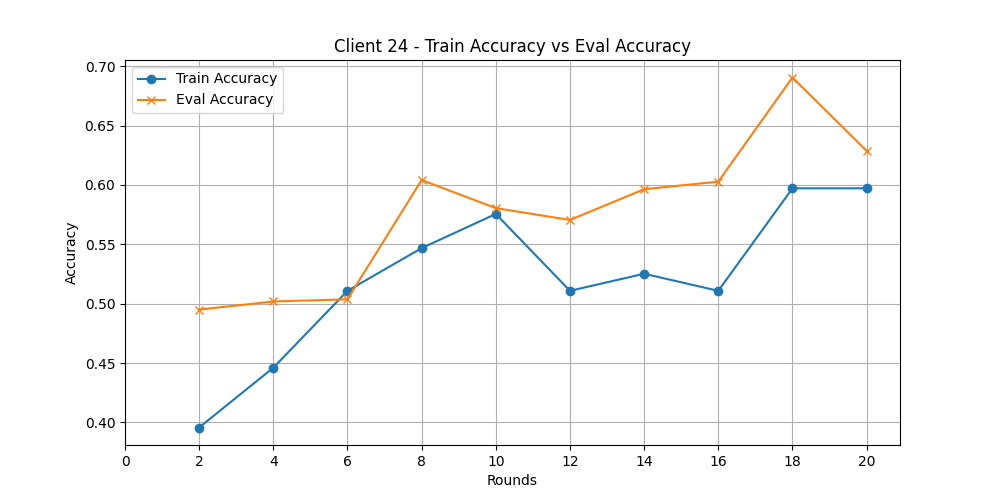 Client 24 - Train Accuracy vs Eval Accuracy
Train Accuracy
Eval Accuracy
Accuracy
0.70
0.65
0.60
0.55
0.50
0.45
0.40
0 2 4 6 8 10 12 14 16 18 20
Rounds